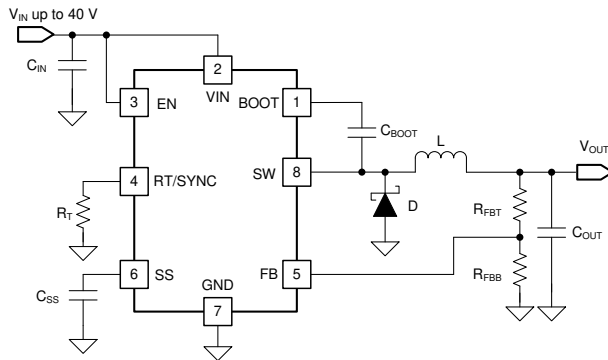 V_IN up to 40 V
C_IN
2
VIN
3
EN
BOOT
1
C_BOOT
L
V_OUT
4
RT/SYNC
SW
8
R_T
D
R_FBT
C_OUT
6
SS
FB
5
R_FBB
C_SS
GND
7